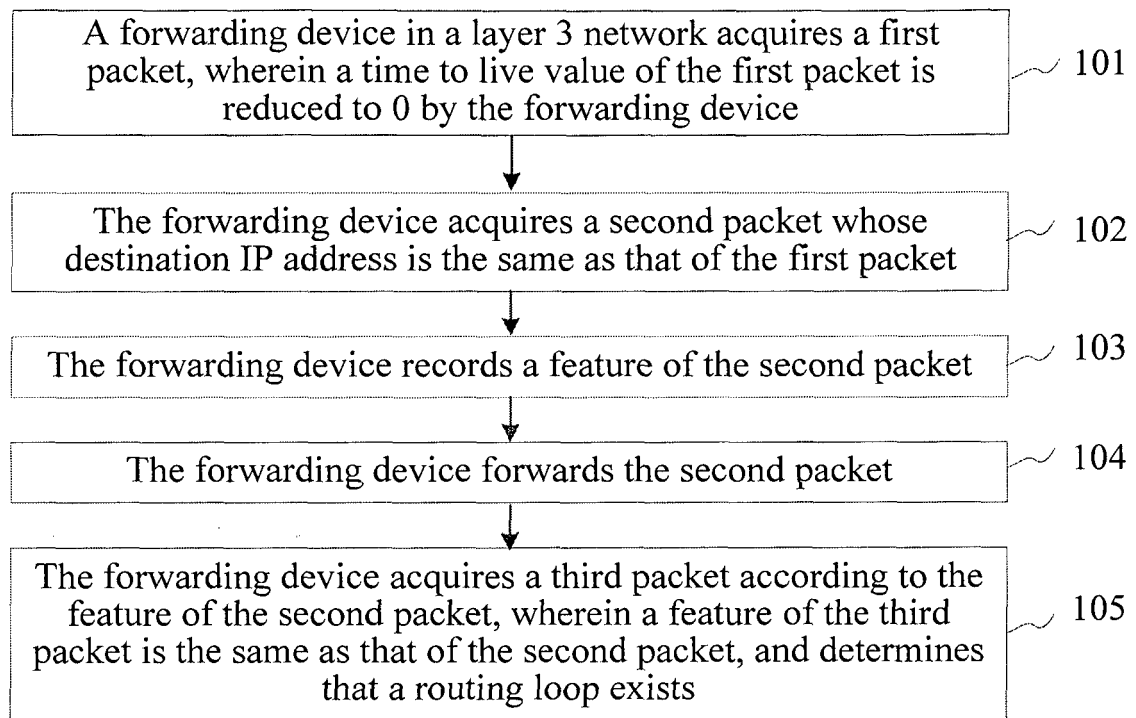 A forwarding device in a layer 3 network acquires a first
packet, wherein a time to live value of the first packet is
reduced to 0 by the forwarding device
101
The forwarding device acquires a second packet whose
destination IP address is the same as that of the first packet
102
The forwarding device records a feature of the second packet
103
The forwarding device forwards the second packet
104
The forwarding device acquires a third packet according to the
feature of the second packet, wherein a feature of the third
packet is the same as that of the second packet, and determines
that a routing loop exists
105